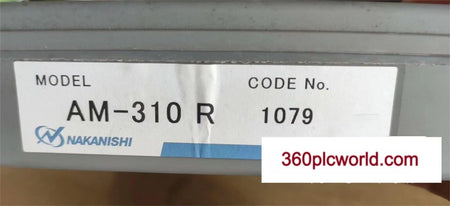 MODEL
CODE No.
AM-310 R
1079
NAKANISHI
360plcworld.com